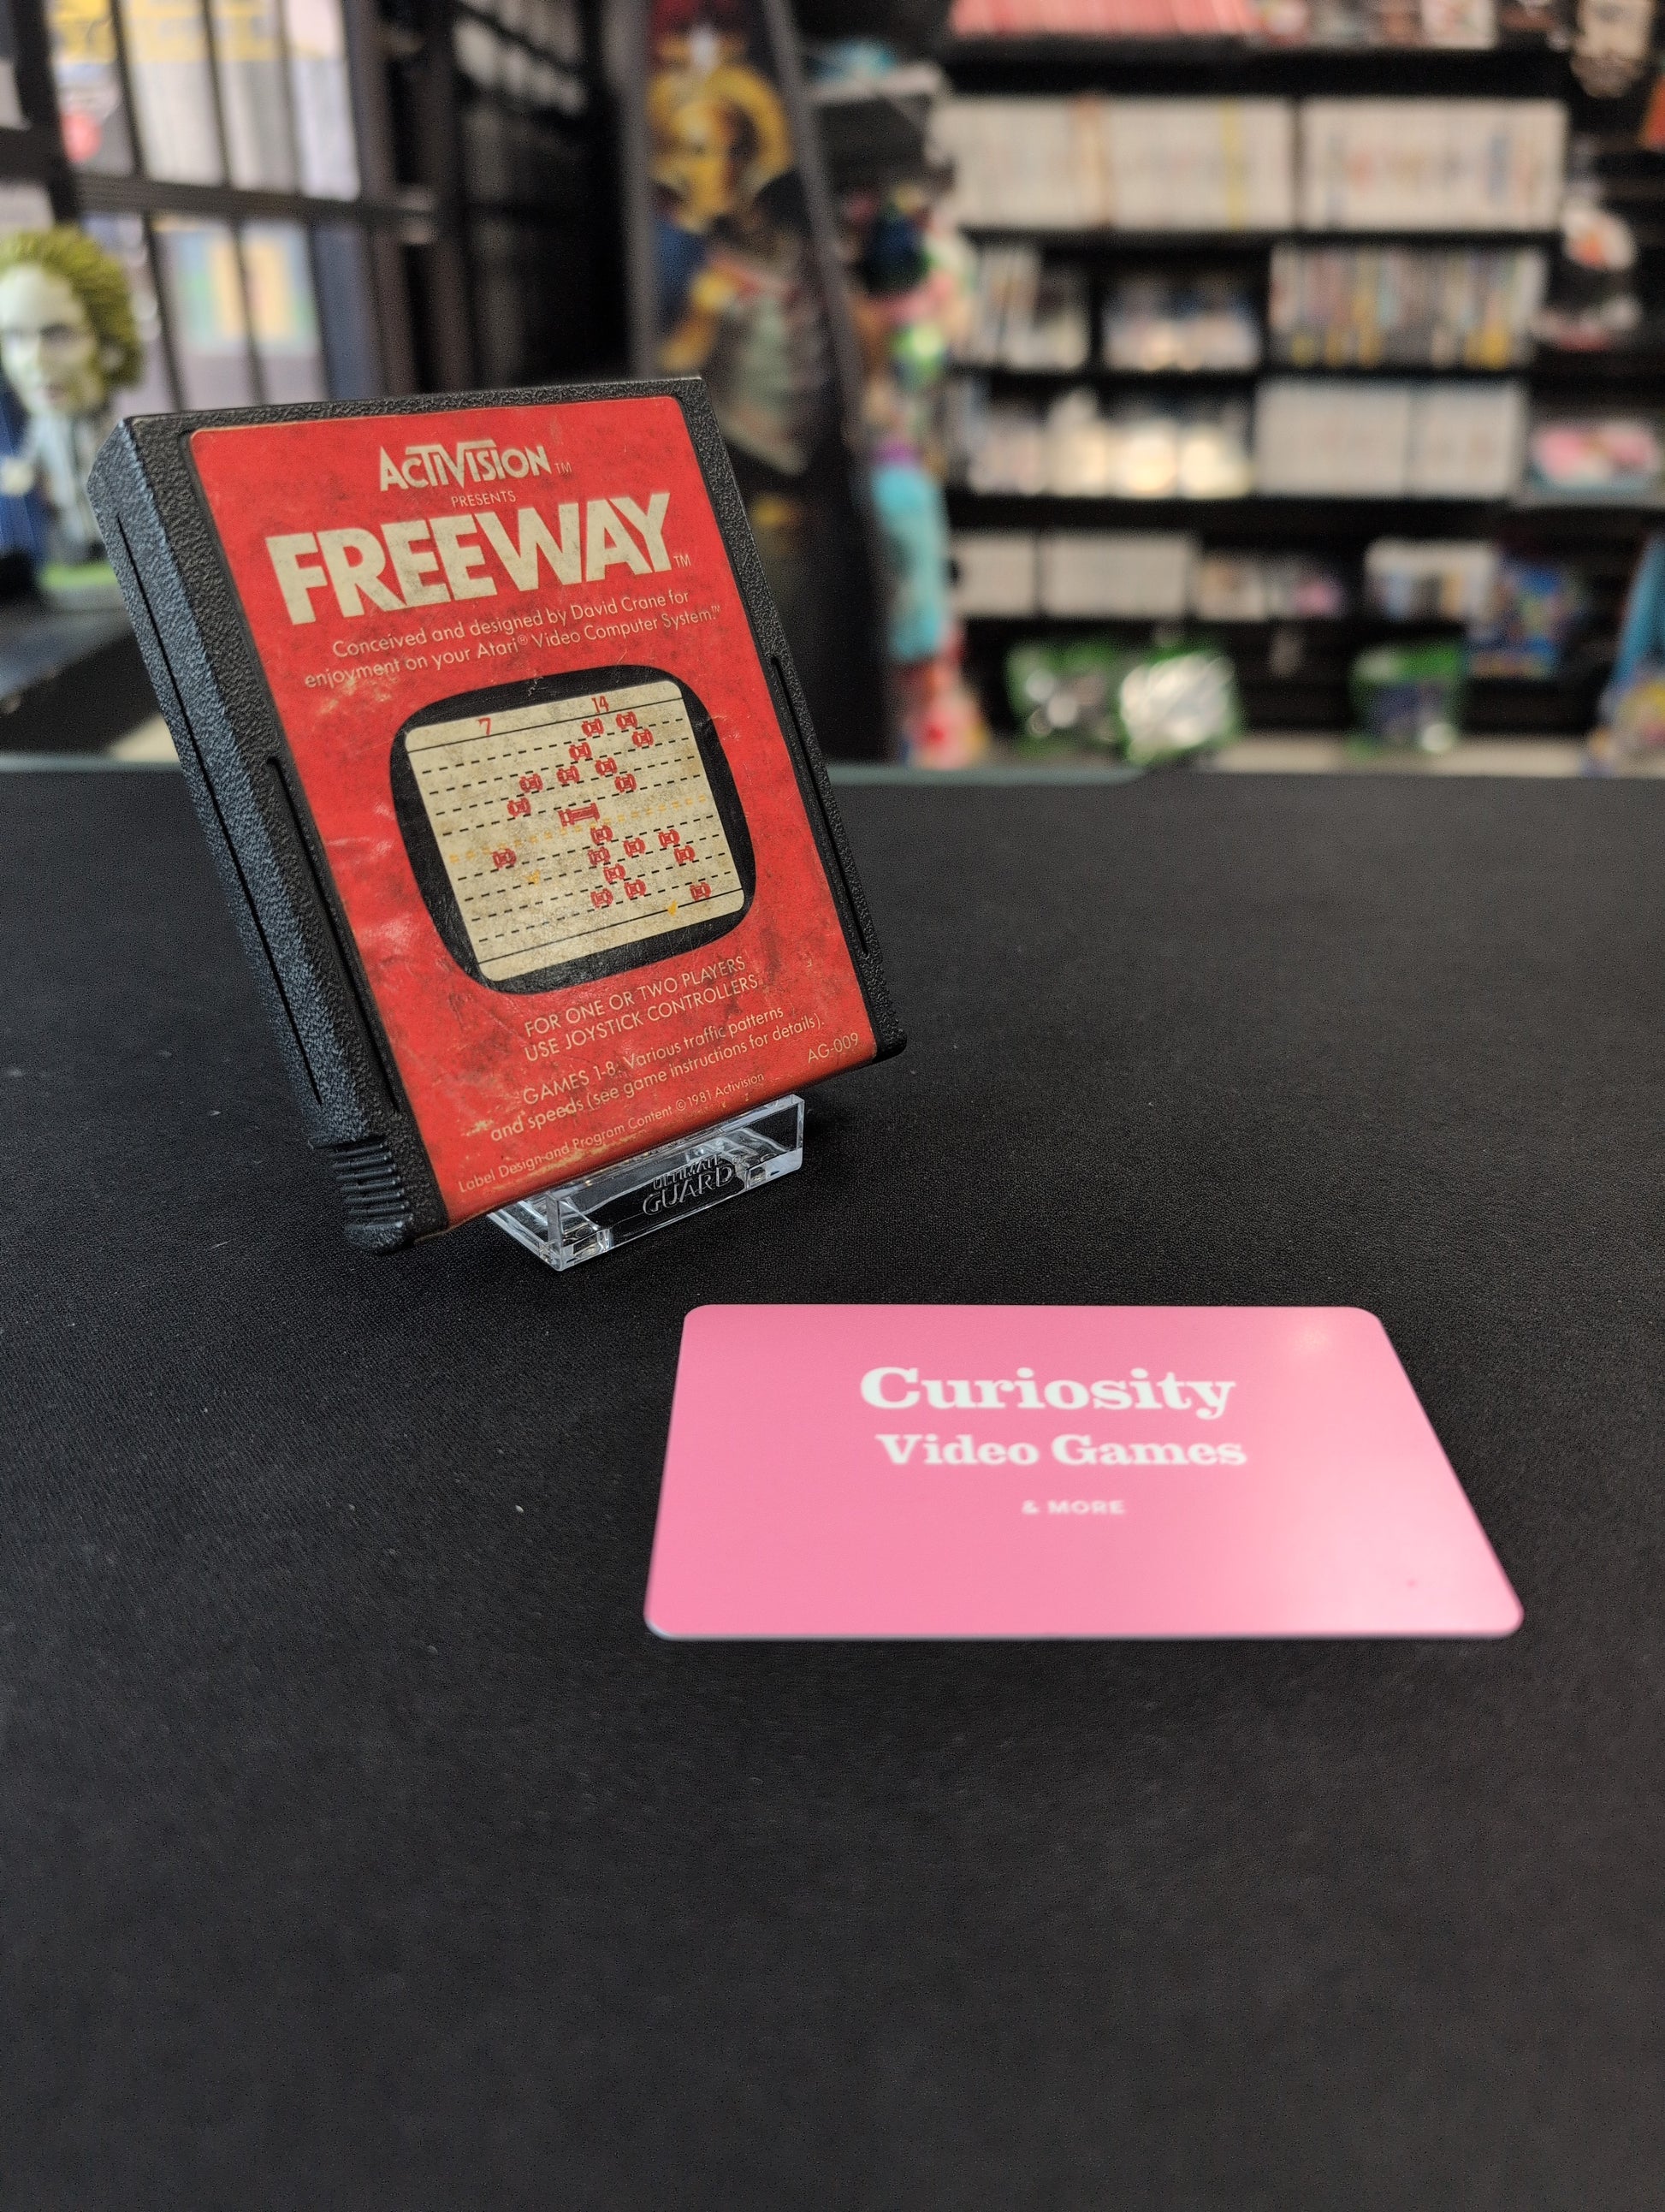 ACTIVISION™
PRESENTS
FREEWAY™
Conceived and designed by David Crane for
enjoyment on your Atari® Video Computer System.™
7 14
FOR ONE OR TWO PLAYERS
USE JOYSTICK CONTROLLERS
GAMES 1-8: Various traffic patterns
and speeds (see game instructions for details).
AG-009
Label Design and Program Content © 1981 Activision
ULTIMATE
GUARD
Curiosity
Video Games
& MORE